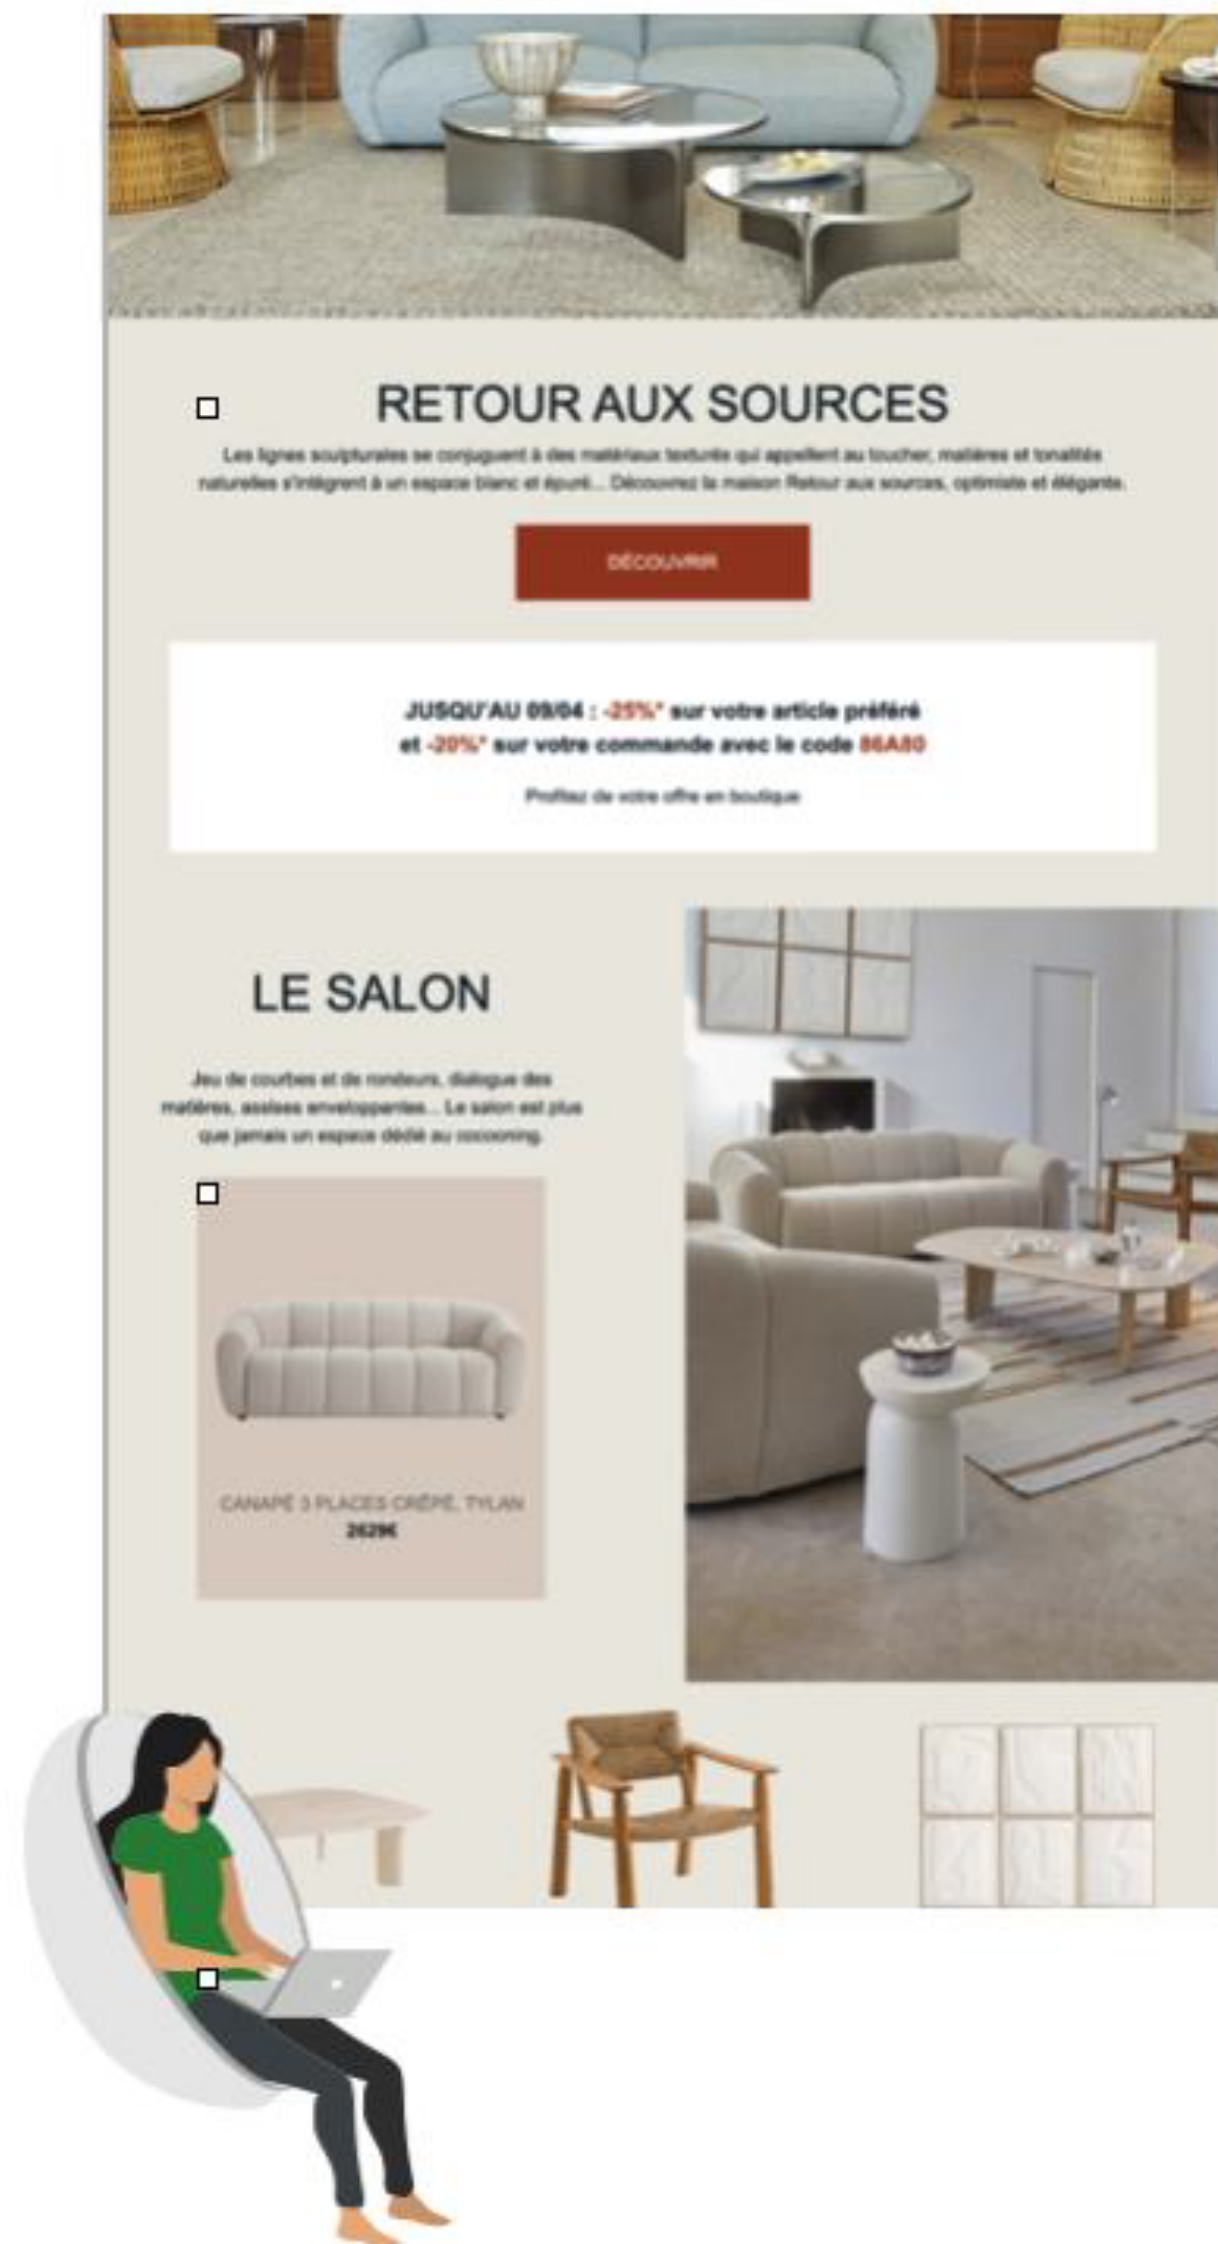 RETOUR AUX SOURCES
Les lignes sculpturales se conjuguent à des matériaux texturés qui appellent au toucher, matières et tonalités
naturelles s'intègrent à un espace blanc et épuré... Découvrez la maison Retour aux sources, optimiste et élégante.
DÉCOUVRIR
JUSQU'AU 09/04 : -25%* sur votre article préféré
et -20%* sur votre commande avec le code 86A80
Profitez de votre offre en boutique
LE SALON
Jeu de courbes et de rondeurs, dialogue des
matières, assises enveloppantes... Le salon est plus
que jamais un espace dédié au cocooning.
CANAPÉ 3 PLACES CRÊPÉ, TYLAN
2629€